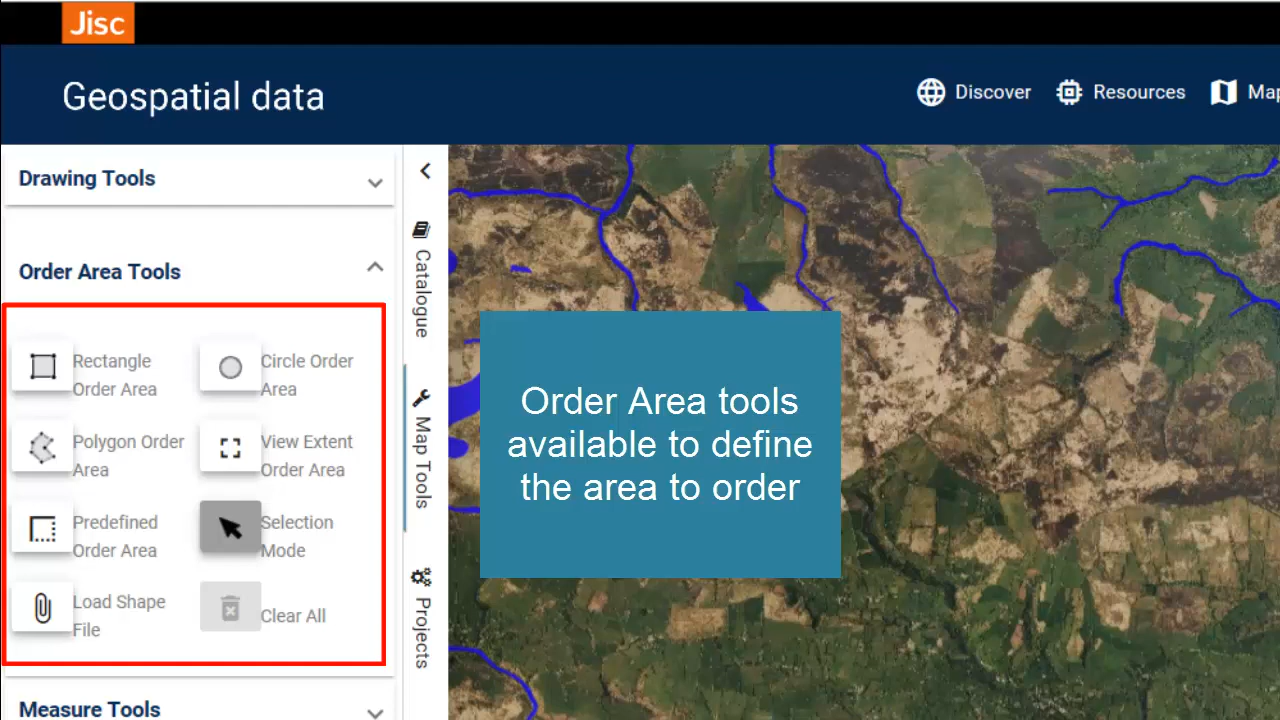 Jisc
Geospatial data
Discover
Resources
Drawing Tools
Order Area Tools
Rectangle
Order Area
Circle Order
Area
Polygon Order
Area
View Extent
Order Area
Predefined
Order Area
Selection
Mode
Load Shape
File
Clear All
Measure Tools
Catalogue
Map Tools
Projects
Order Area tools
available to define
the area to order